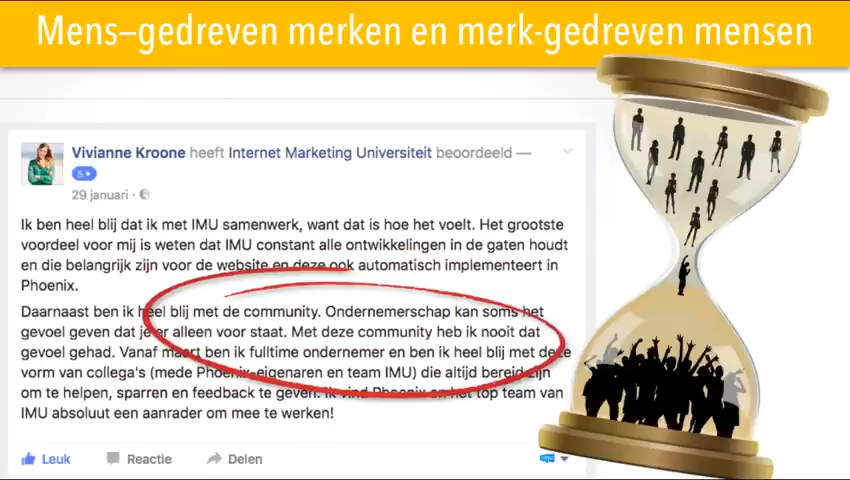 Mens–gedreven merken en merk-gedreven mensen
Vivianne Kroone heeft Internet Marketing Universiteit beoordeeld —
5★
29 januari ·
Ik ben heel blij dat ik met IMU samenwerk, want dat is hoe het voelt. Het grootste
voordeel voor mij is weten dat IMU constant alle ontwikkelingen in de gaten houdt
en die belangrijk zijn voor de website en deze ook automatisch implementeert in
Phoenix.
Daarnaast ben ik heel blij met de community. Ondernemerschap kan soms het
gevoel geven dat je er alleen voor staat. Met deze community heb ik nooit dat
gevoel gehad. Vanaf maart ben ik fulltime ondernemer en ben ik heel blij met deze
vorm van collega's (mede Phoenix-eigenaren en team IMU) die altijd bereid zijn
om te helpen, sparren en feedback te geven. Ik vind Phoenix en het top team van
IMU absoluut een aanrader om mee te werken!
Leuk Reactie Delen